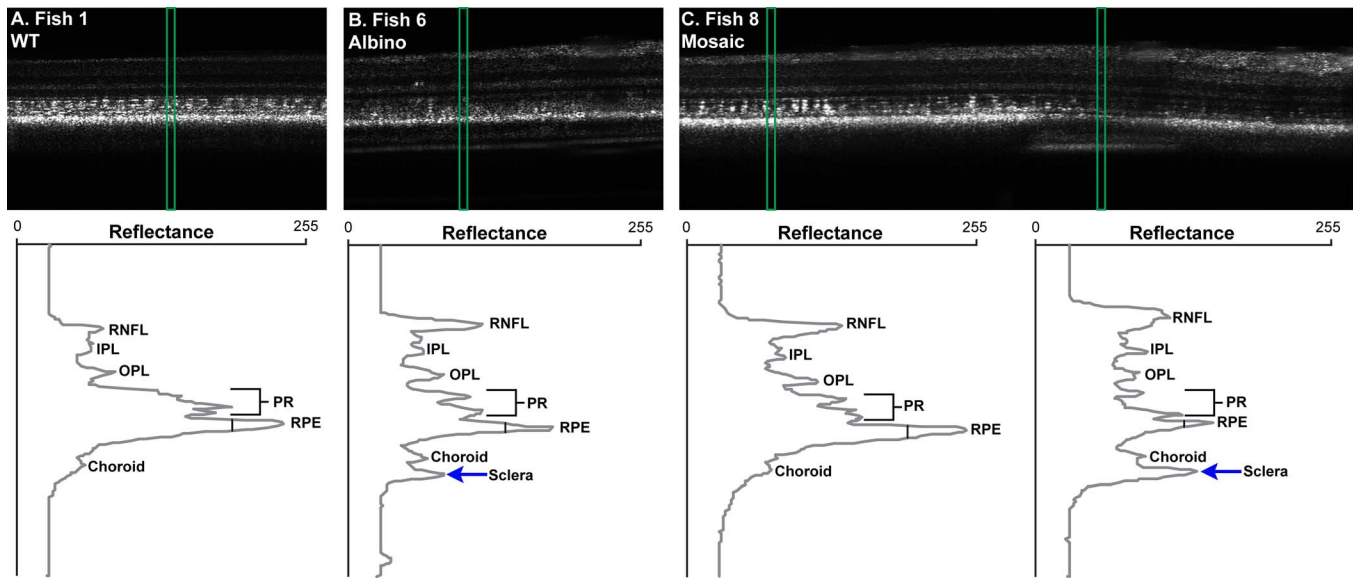 A. Fish 1
WT
B. Fish 6
Albino
C. Fish 8
Mosaic
0
Reflectance
255
RNFL
IPL
OPL
PR
RPE
Choroid
0
Reflectance
255
RNFL
IPL
OPL
PR
RPE
Choroid
Sclera
0
Reflectance
255
RNFL
IPL
OPL
PR
RPE
Choroid
0
Reflectance
255
RNFL
IPL
OPL
PR
RPE
Choroid
Sclera